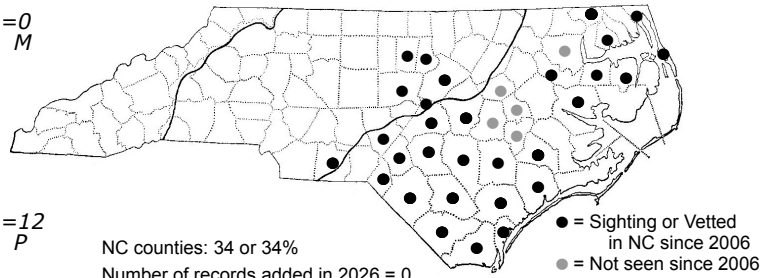 =0
M
=12
P
NC counties: 34 or 34%
Number of records added in 2026 = 0
= Sighting or Vetted
in NC since 2006
= Not seen since 2006